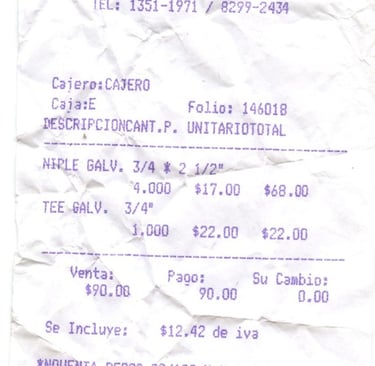 TEL: 1351-1971 / 8299-2434
Cajero:CAJERO
Caja:E Folio: 146018
DESCRIPCIONCANT.P. UNITARIOTOTAL
NIPLE GALV. 3/4 * 2 1/2"
4.000 $17.00 $68.00
TEE GALV. 3/4"
1.000 $22.00 $22.00
Venta: Pago: Su Cambio:
$90.00 90.00 0.00
Se Incluye: $12.42 de iva
*NOVENTA PESOS